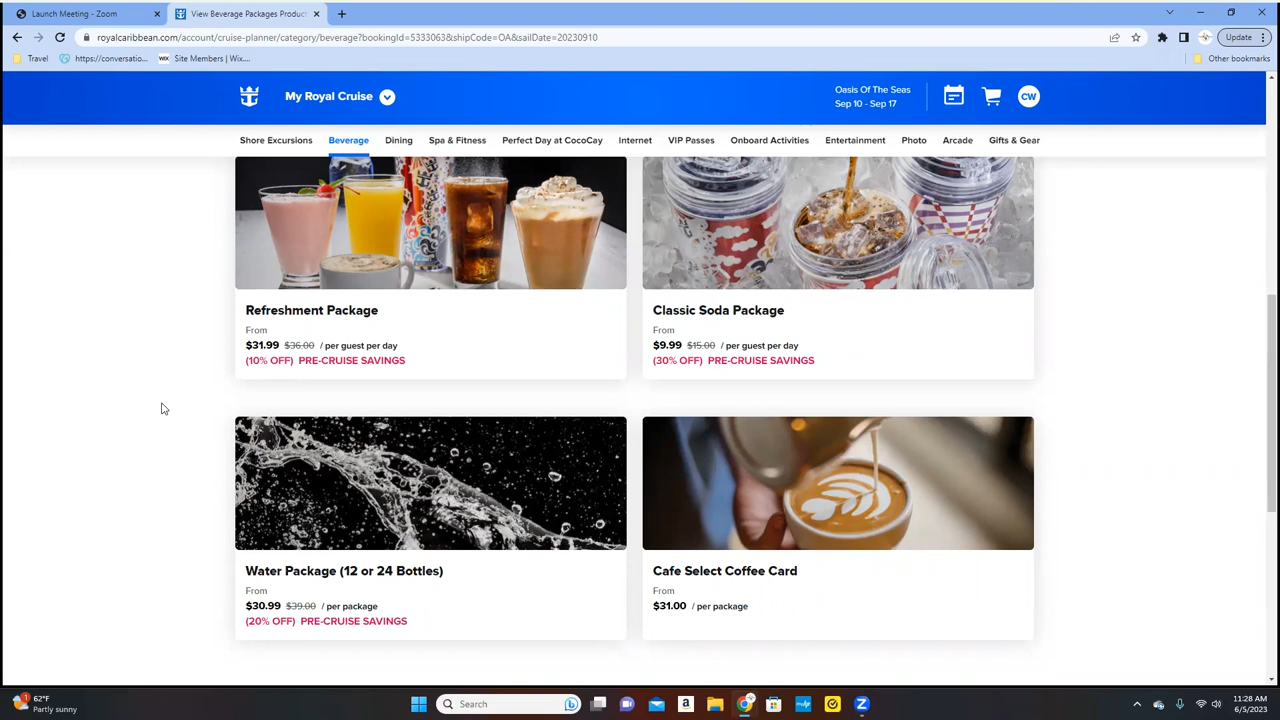 Launch Meeting - Zoom
View Beverage Packages Product
royalcaribbean.com/account/cruise-planner/category/beverage?bookingId=5333063&shipCode=OA&sailDate=20230910
Update
Travel
https://conversatio...
WIX
Site Members | Wix....
Other bookmarks
My Royal Cruise
Oasis Of The Seas
Sep 10 - Sep 17
CW
Shore Excursions
Beverage
Dining
Spa & Fitness
Perfect Day at CocoCay
Internet
VIP Passes
Onboard Activities
Entertainment
Photo
Arcade
Gifts & Gear
Refreshment Package
From
$31.99 $36.00 / per guest per day
(10% OFF) PRE-CRUISE SAVINGS
Classic Soda Package
From
$9.99 $15.00 / per guest per day
(30% OFF) PRE-CRUISE SAVINGS
Water Package (12 or 24 Bottles)
From
$30.99 $39.00 / per package
(20% OFF) PRE-CRUISE SAVINGS
Cafe Select Coffee Card
From
$31.00 / per package
1
62°F
Partly sunny
Search
11:28 AM
6/5/2023